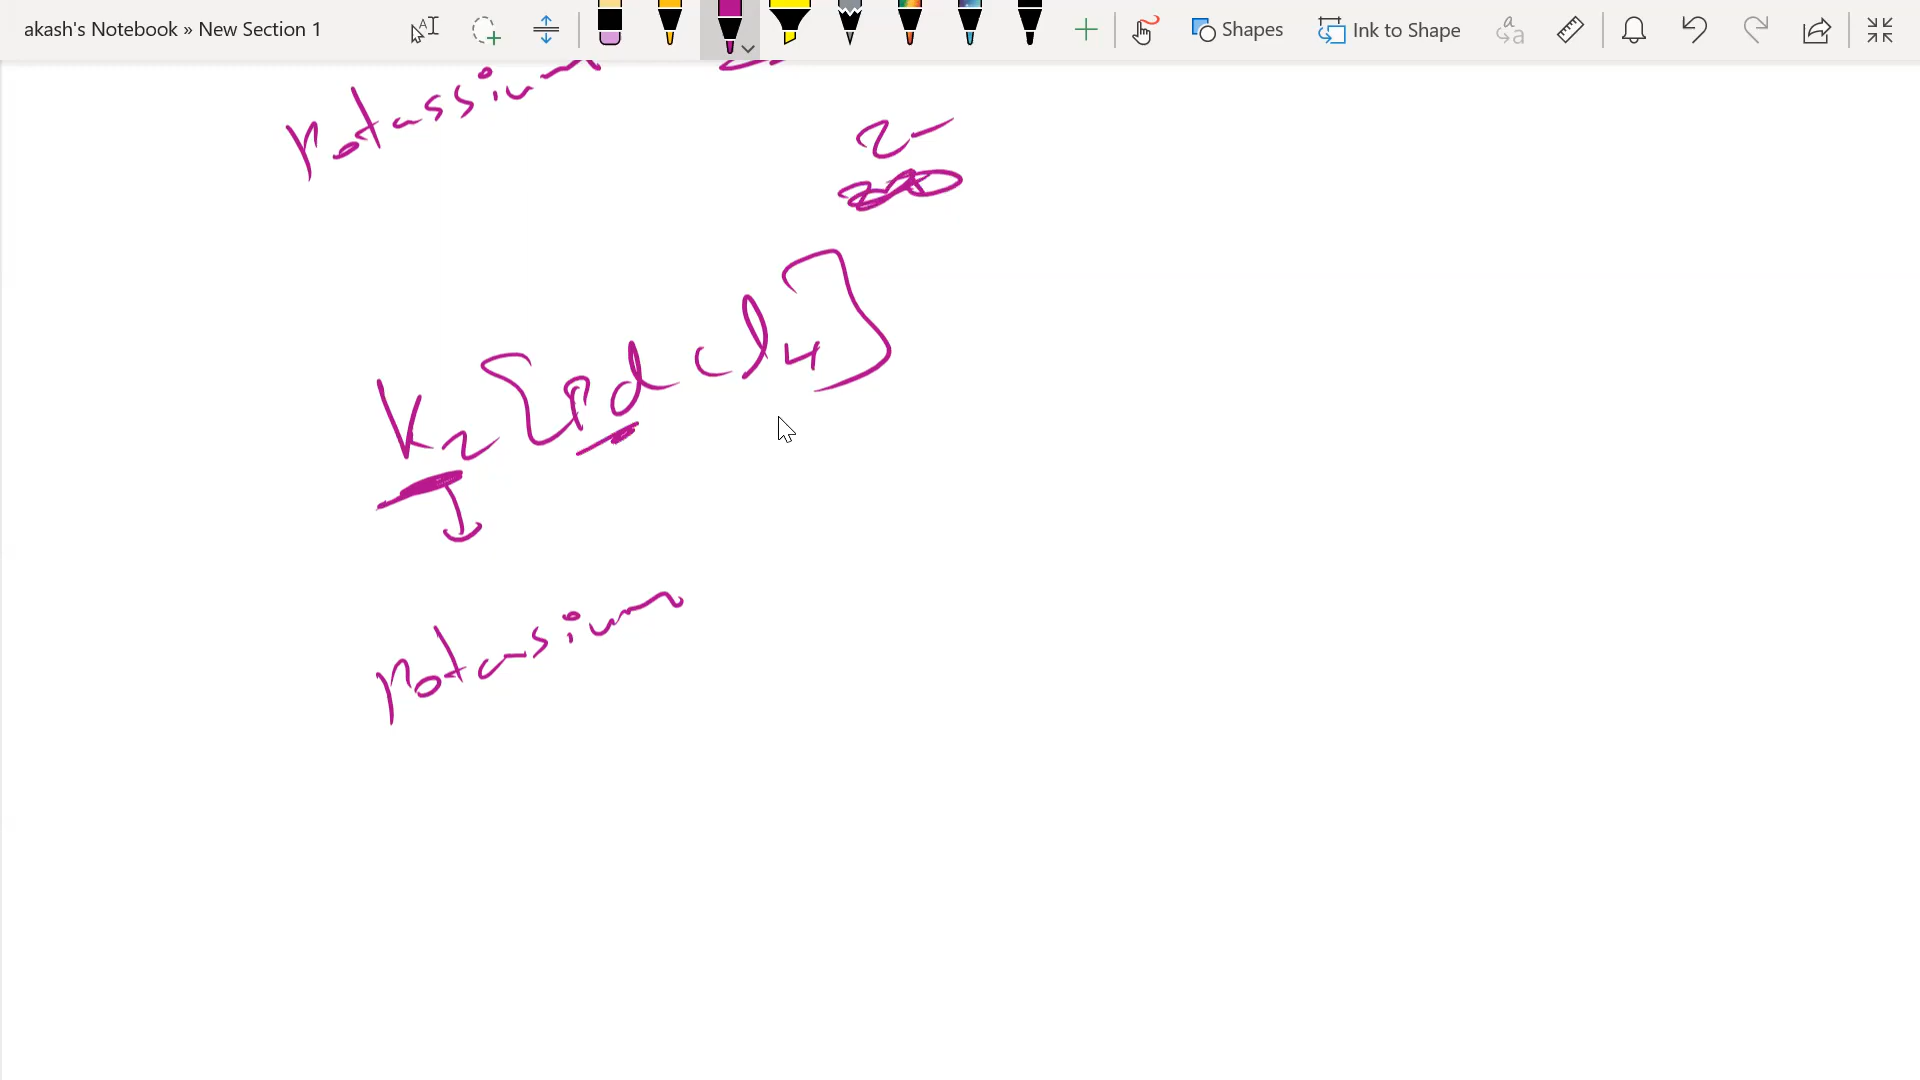 akash's Notebook » New Section 1
Shapes
Ink to Shape
Potassium
2-
K2[PdCl4]
Potassium